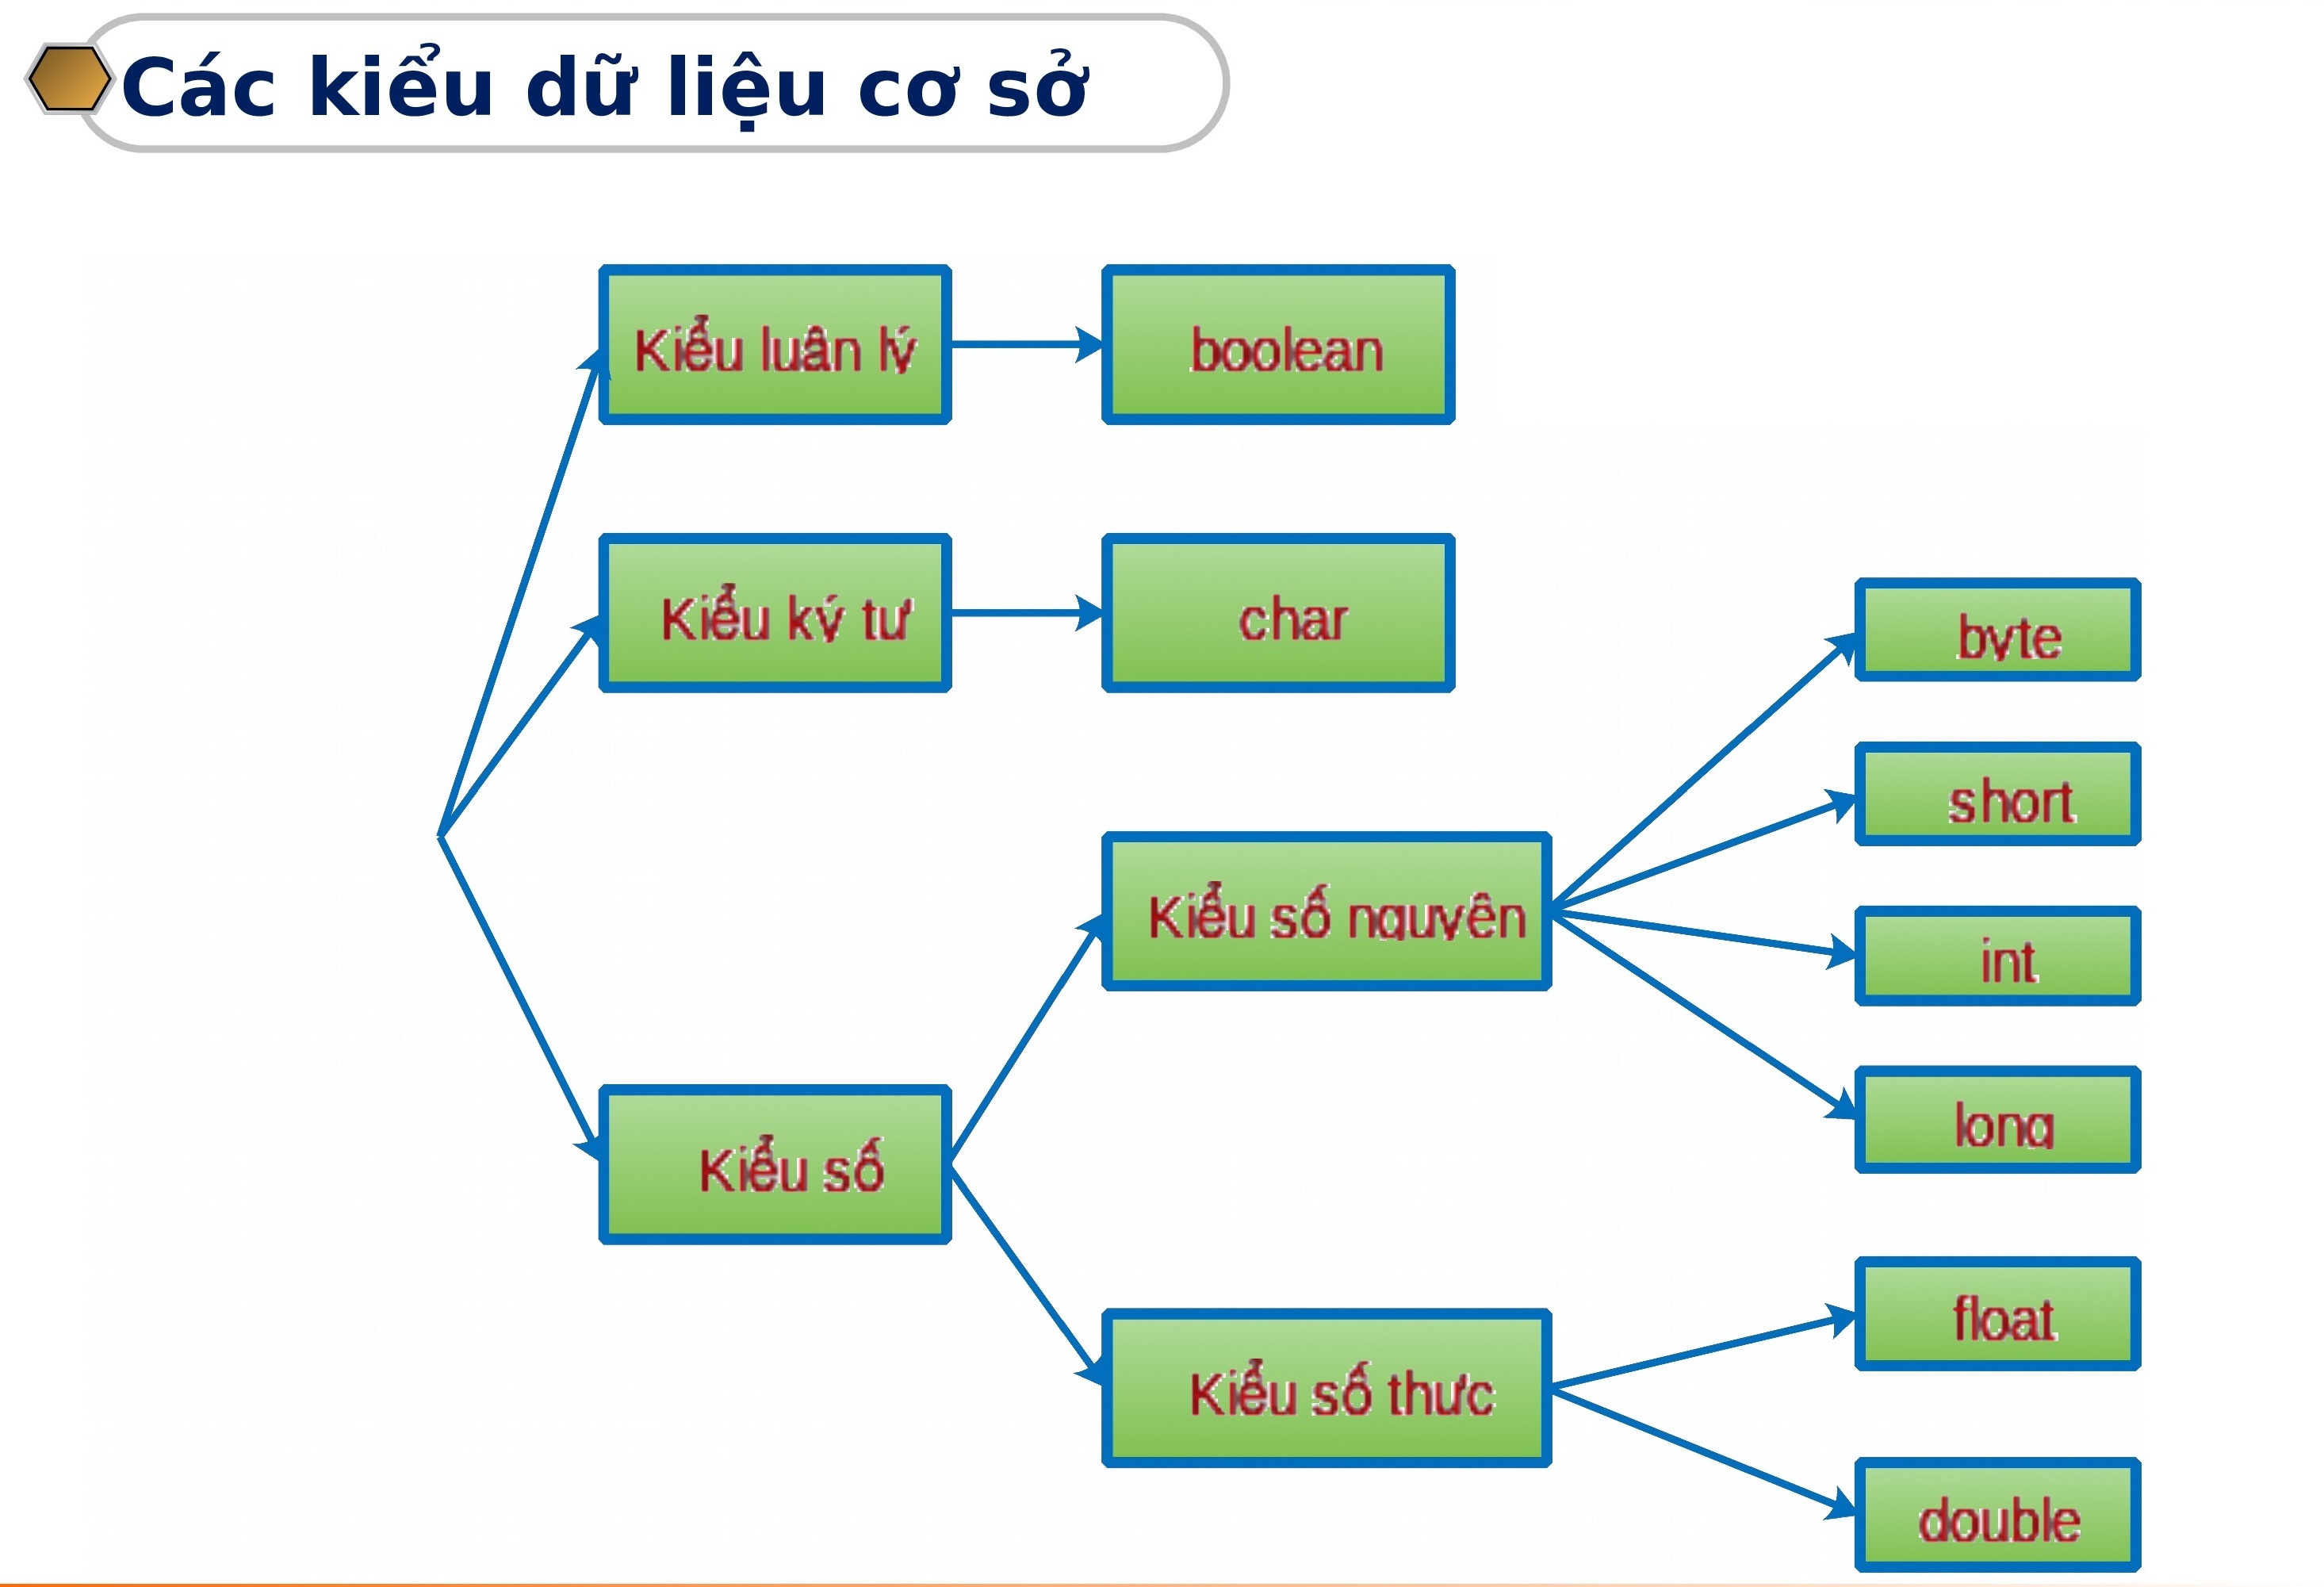 Các kiểu dữ liệu cơ sở
Kiểu luận lý
boolean
Kiểu ký tự
char
byte
short
Kiểu số nguyên
int
long
Kiểu số
float
Kiểu số thực
double